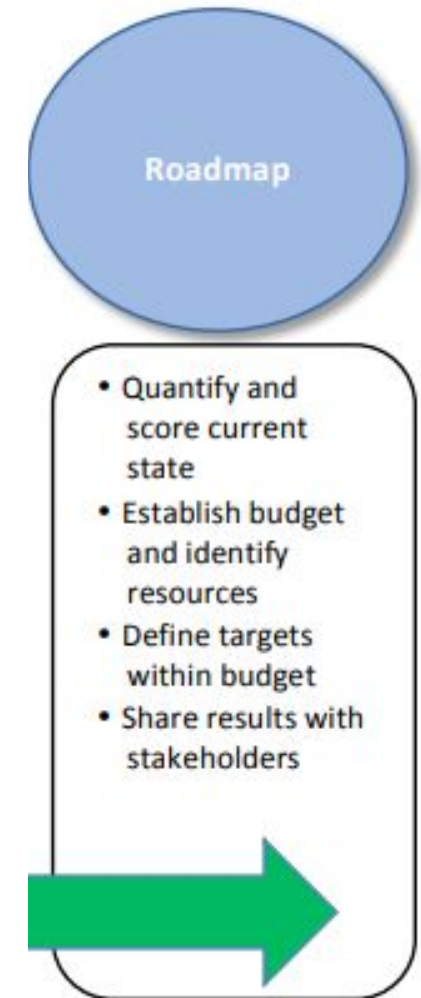 Roadmap
• Quantify and
score current
state
• Establish budget
and identify
resources
• Define targets
within budget
• Share results with
stakeholders